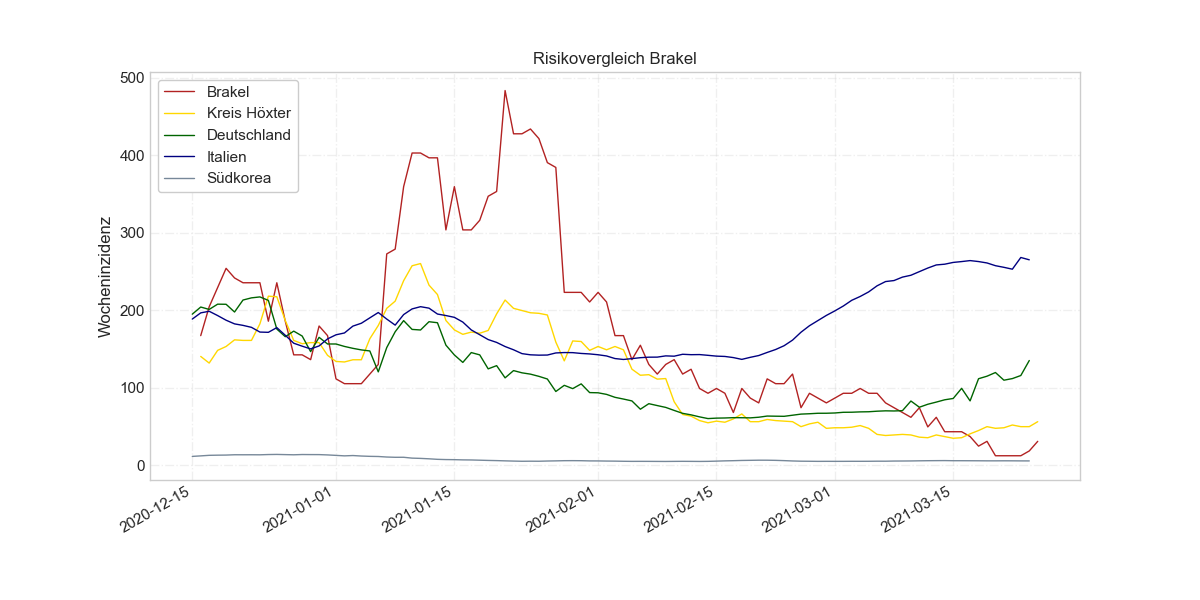 Risikovergleich Brakel
Wocheninzidenz
500
400
300
200
100
0
Brakel
Kreis Höxter
Deutschland
Italien
Südkorea
2020-12-15
2021-01-01
2021-01-15
2021-02-01
2021-02-15
2021-03-01
2021-03-15